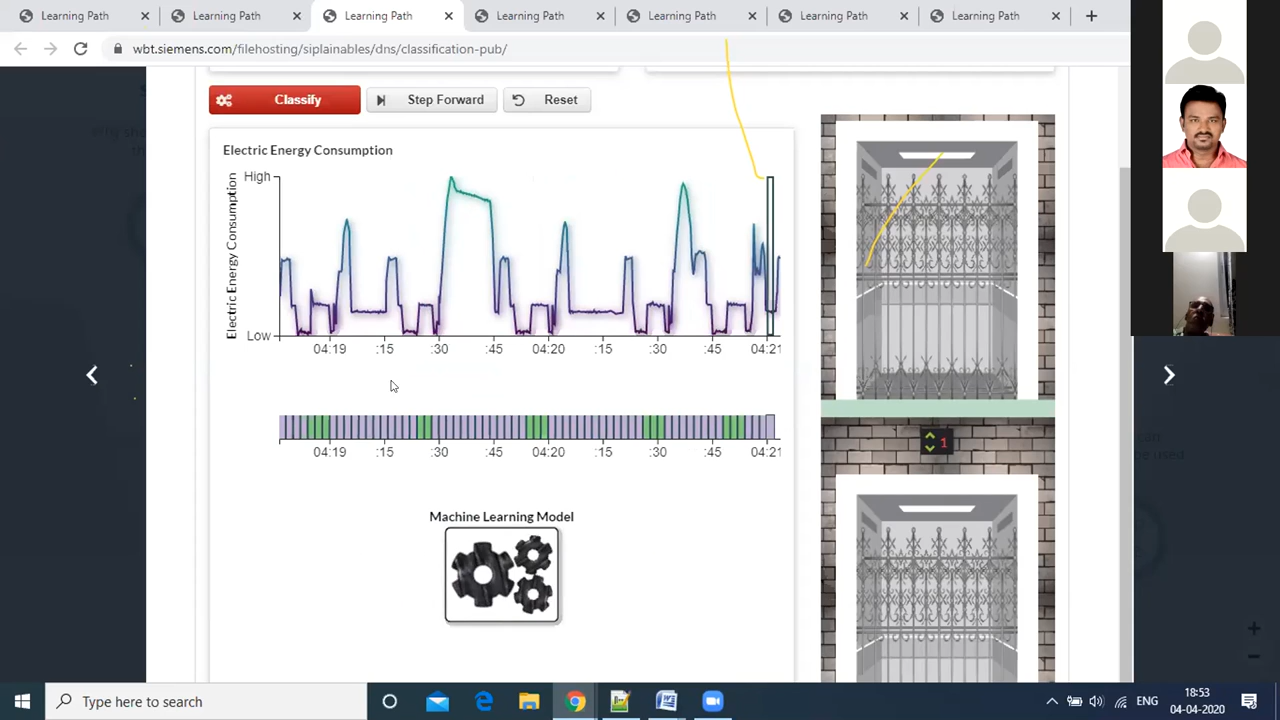 Learning Path
Learning Path
Learning Path
Learning Path
Learning Path
Learning Path
Learning Path
wbt.siemens.com/filehosting/siplainables/dns/classification-pub/
Classify
Step Forward
Reset
Electric Energy Consumption
High
Electric Energy Consumption
Low
04:19 :15 :30 :45 04:20 :15 :30 :45 04:21
04:19 :15 :30 :45 04:20 :15 :30 :45 04:21
1
Machine Learning Model
Type here to search
ENG
18:53
04-04-2020